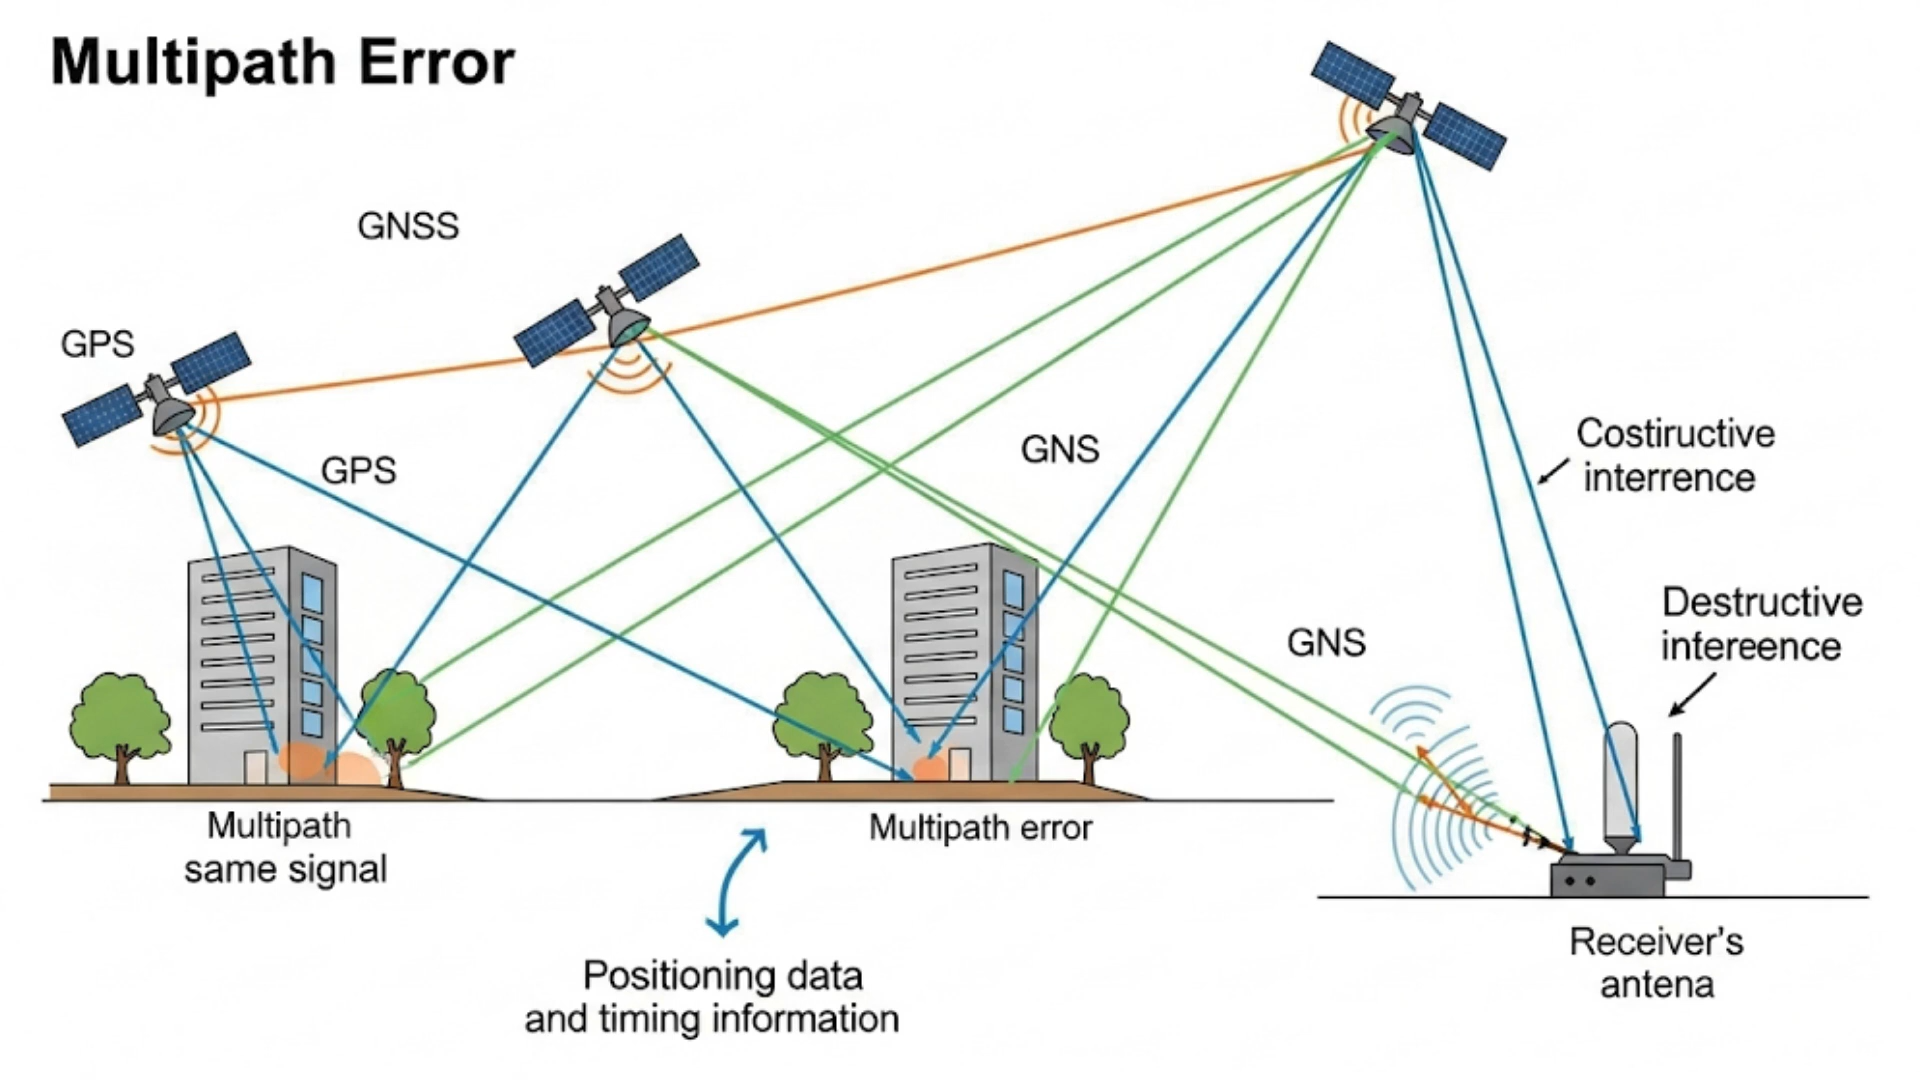 Multipath Error
GNSS
GPS
GPS
GNS
Costiructive
interrence
Destructive
intereence
GNS
Multipath
same signal
Multipath error
Positioning data
and timing information
Receiver's
antena